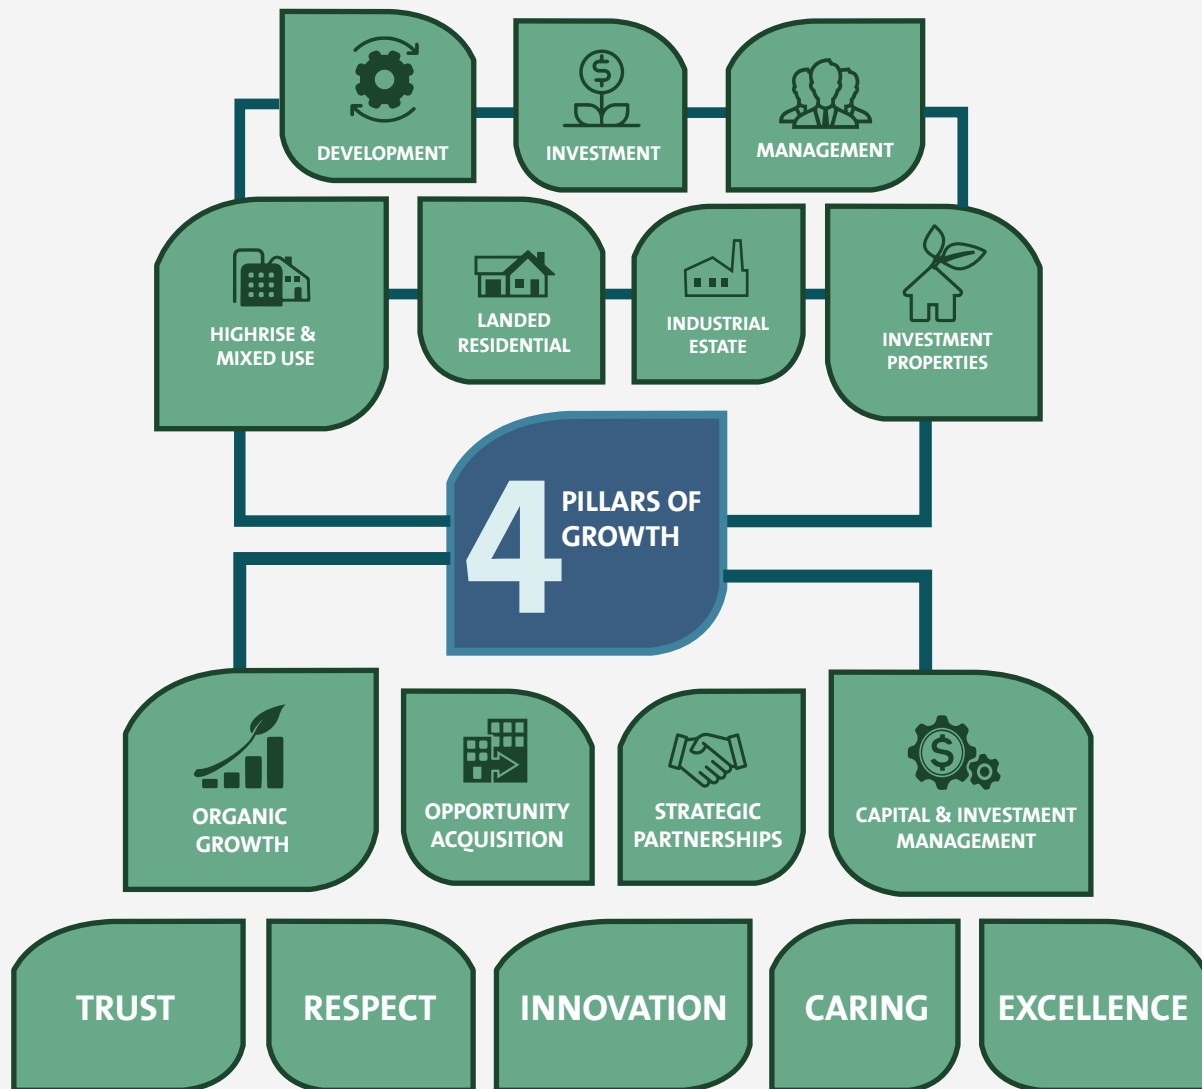 DEVELOPMENT
INVESTMENT
MANAGEMENT
HIGHRISE &
MIXED USE
LANDED
RESIDENTIAL
INDUSTRIAL
ESTATE
INVESTMENT
PROPERTIES
4
PILLARS OF
GROWTH
ORGANIC
GROWTH
OPPORTUNITY
ACQUISITION
STRATEGIC
PARTNERSHIPS
CAPITAL & INVESTMENT
MANAGEMENT
TRUST
RESPECT
INNOVATION
CARING
EXCELLENCE